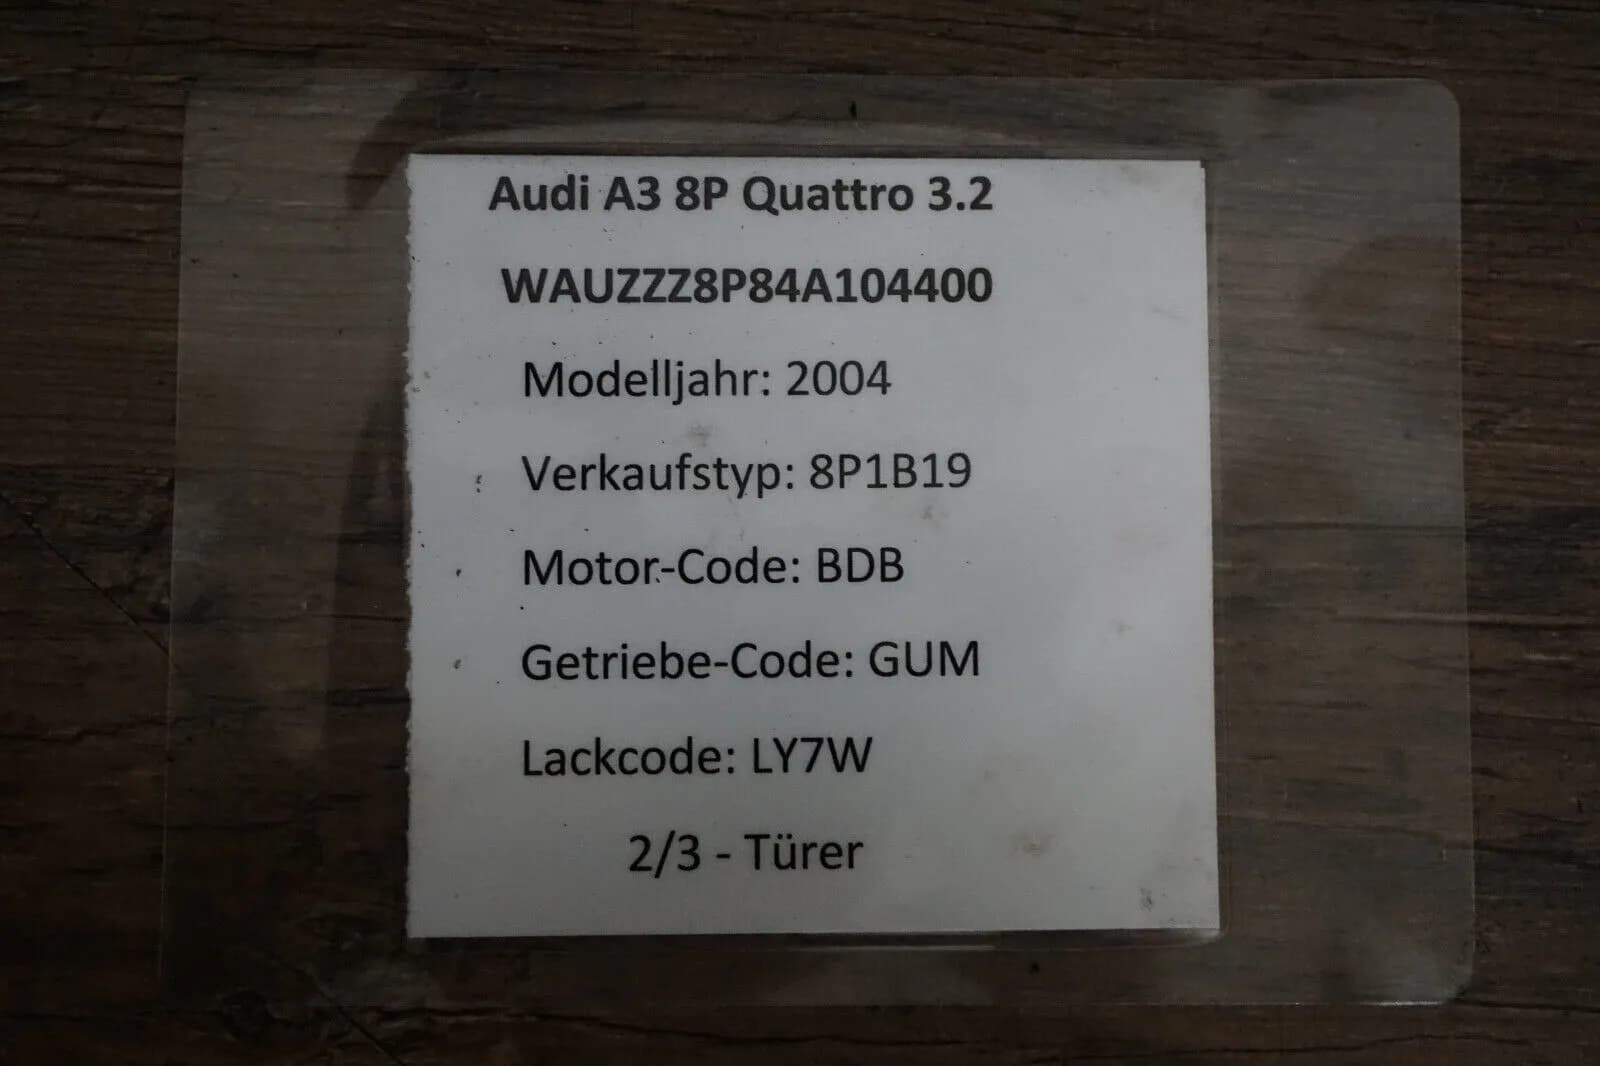 Audi A3 8P Quattro 3.2
WAUZZZ8P84A104400
Modelljahr: 2004
Verkaufstyp: 8P1B19
Motor-Code: BDB
Getriebe-Code: GUM
Lackcode: LY7W
2/3 - Türer